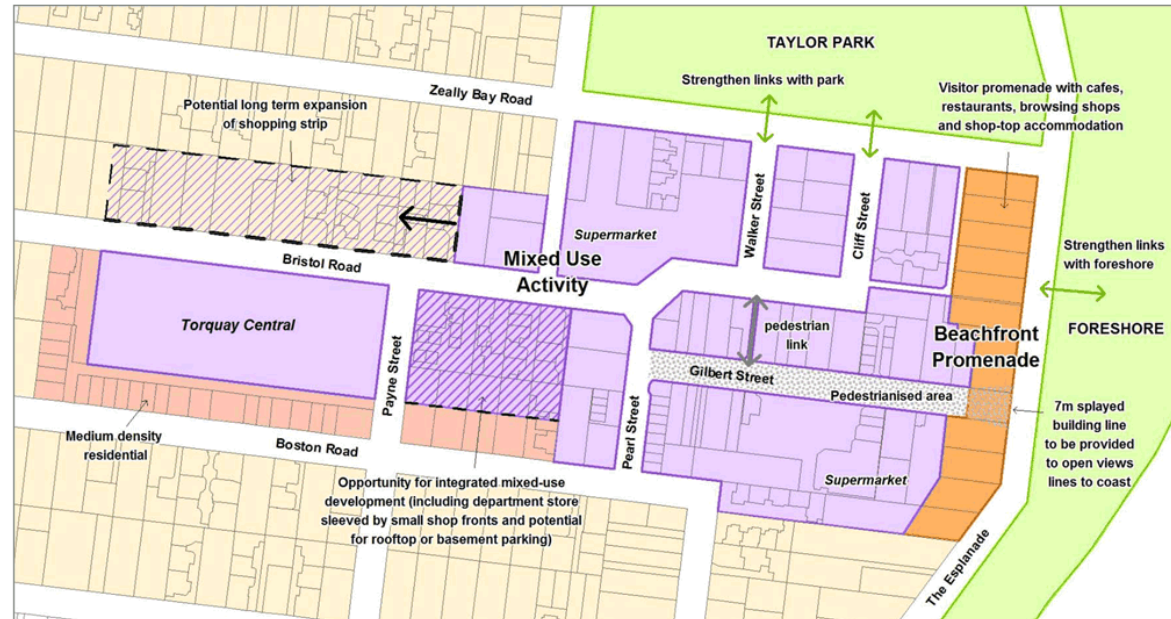 TAYLOR PARK
Strengthen links with park
Visitor promenade with cafes,
restaurants, browsing shops
and shop-top accommodation
Zeally Bay Road
Potential long term expansion
of shopping strip
Walker Street
Cliff Street
Supermarket
Strengthen links
with foreshore
Bristol Road
Mixed Use
Activity
FORESHORE
Torquay Central
Payne Street
pedestrian
link
Beachfront
Promenade
Gilbert Street
Pedestrianised area
Pearl Street
7m splayed
building line
to be provided
to open views
lines to coast
Medium density
residential
Boston Road
Supermarket
Opportunity for integrated mixed-use
development (including department store
sleeved by small shop fronts and potential
for rooftop or basement parking)
The Esplanade